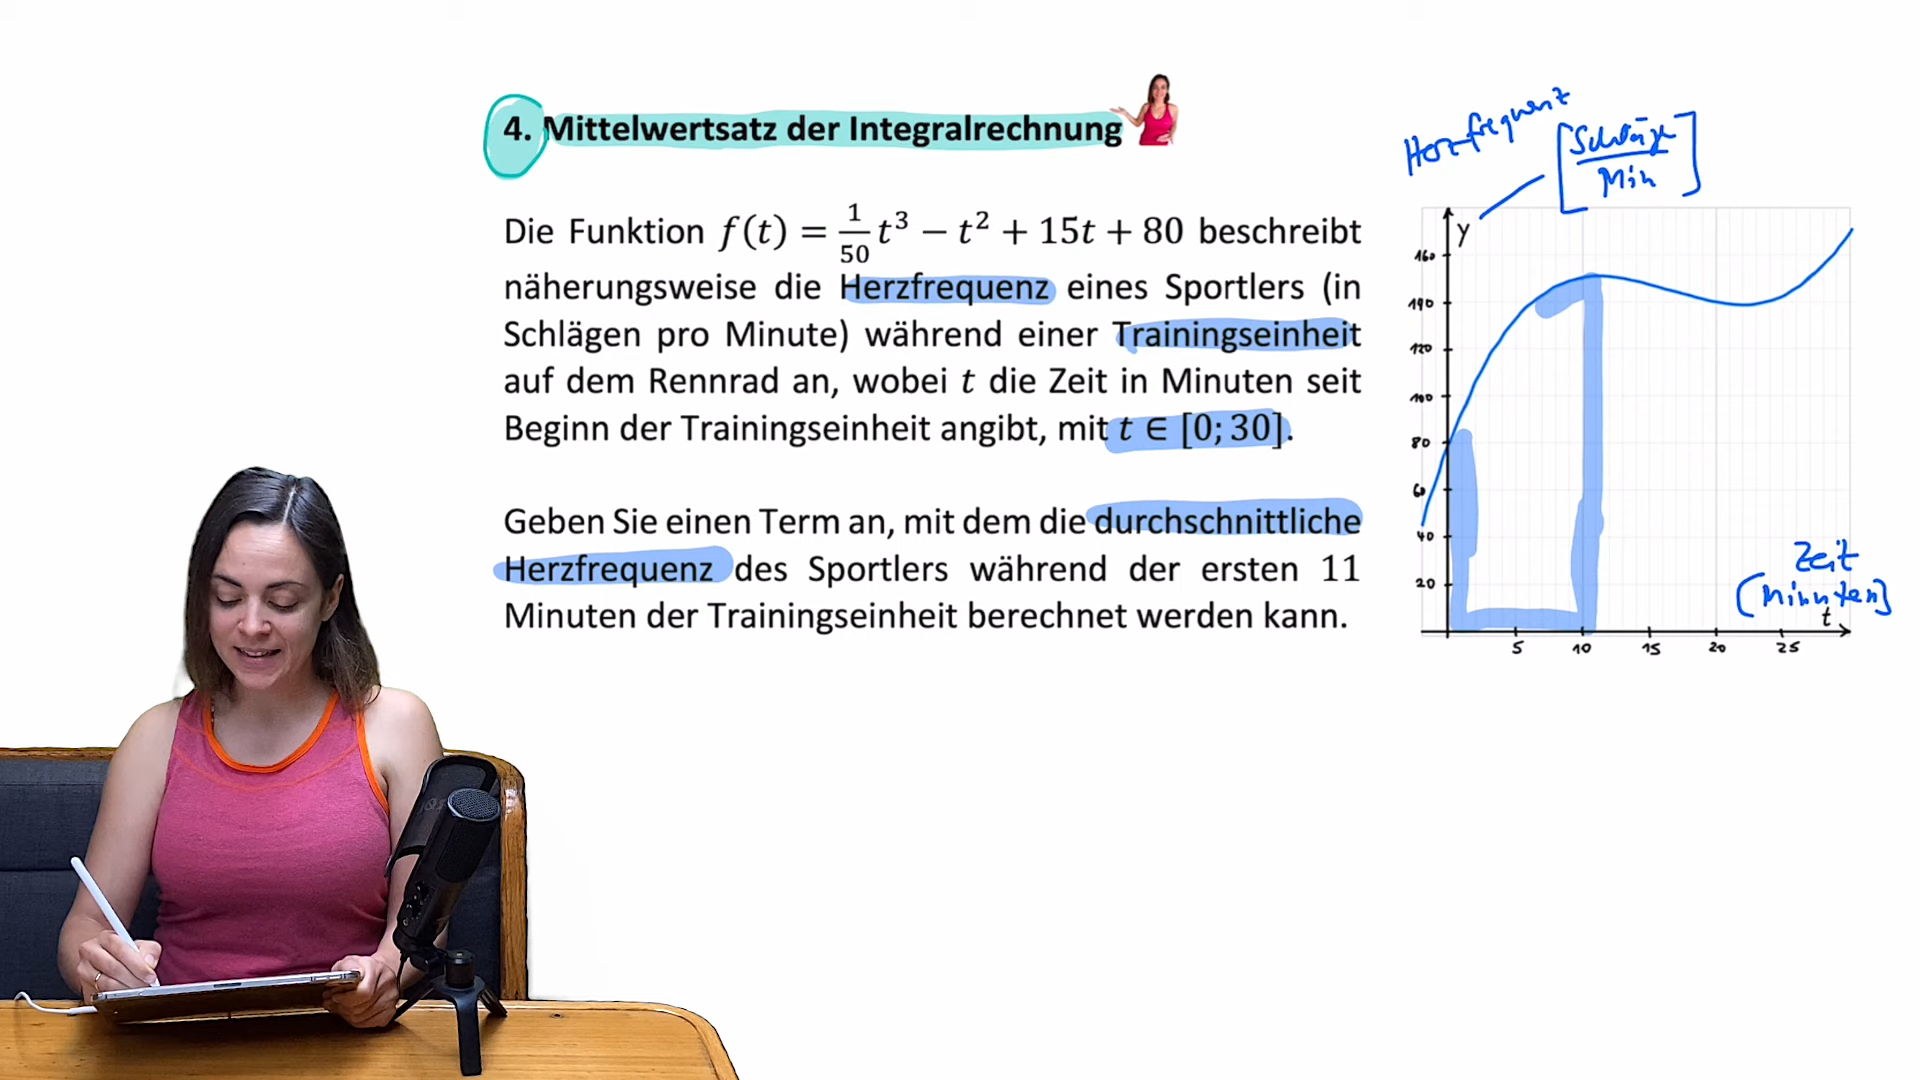 4. Mittelwertsatz der Integralrechnung
Die Funktion f(t) = 1/50 t³ − t² + 15t + 80 beschreibt
näherungsweise die Herzfrequenz eines Sportlers (in
Schlägen pro Minute) während einer Trainingseinheit
auf dem Rennrad an, wobei t die Zeit in Minuten seit
Beginn der Trainingseinheit angibt, mit t ∈ [0; 30].
Geben Sie einen Term an, mit dem die durchschnittliche
Herzfrequenz des Sportlers während der ersten 11
Minuten der Trainingseinheit berechnet werden kann.
Herzfrequenz
[Schläge/Min]
y
160
140
120
100
80
60
40
20
Zeit
[Minuten]
t
5 10 15 20 25